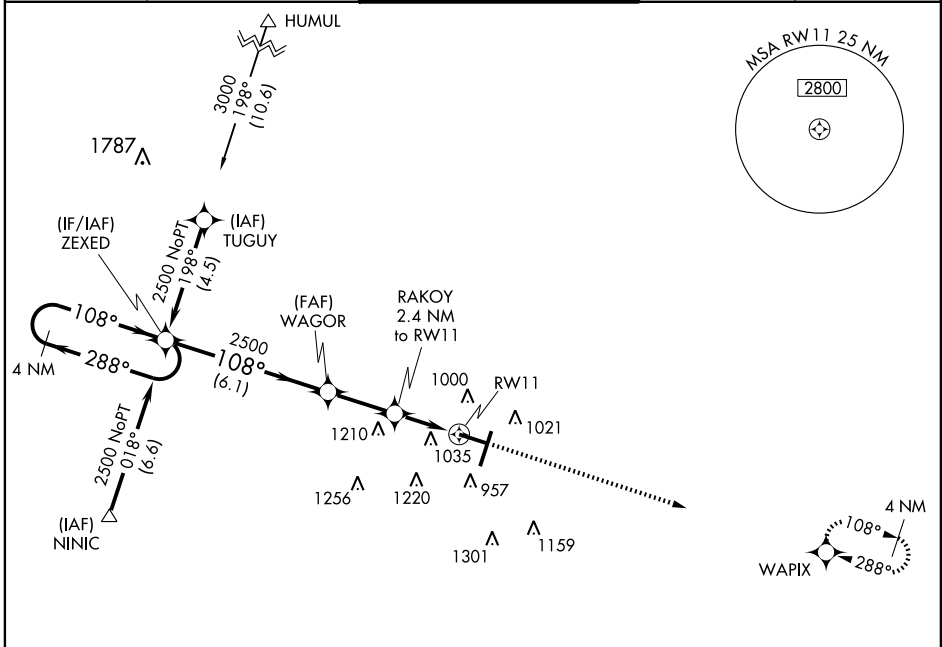 HUMUL
3000
198°
(10.6)
MSA RW11 25 NM
2800
1787
(IF/IAF)
ZEXED
(IAF)
TUGUY
2500 NoPT
198°
(4.5)
(FAF)
WAGOR
RAKOY
2.4 NM
to RW11
108°
288°
4 NM
2500
108°
(6.1)
1000
RW11
1021
1210
1035
1256
1220
957
1301
1159
2500 NoPT
018°
(6.6)
(IAF)
NINIC
4 NM
108°
288°
WAPIX